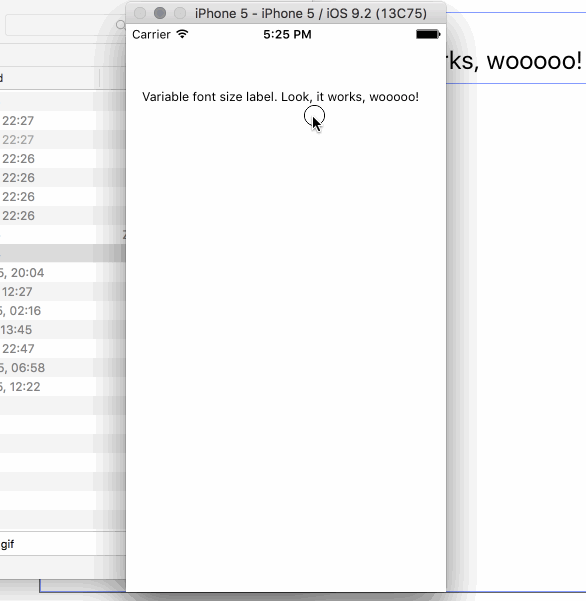 iPhone 5 - iPhone 5 / iOS 9.2 (13C75)
Carrier 5:25 PM
rks, wooooo!
d
Variable font size label. Look, it works, wooooo!
22:27
22:27
22:26
22:26
22:26
22:26
Z
5, 20:04
12:27
5, 02:16
13:45
22:47
5, 06:58
5, 12:22
gif